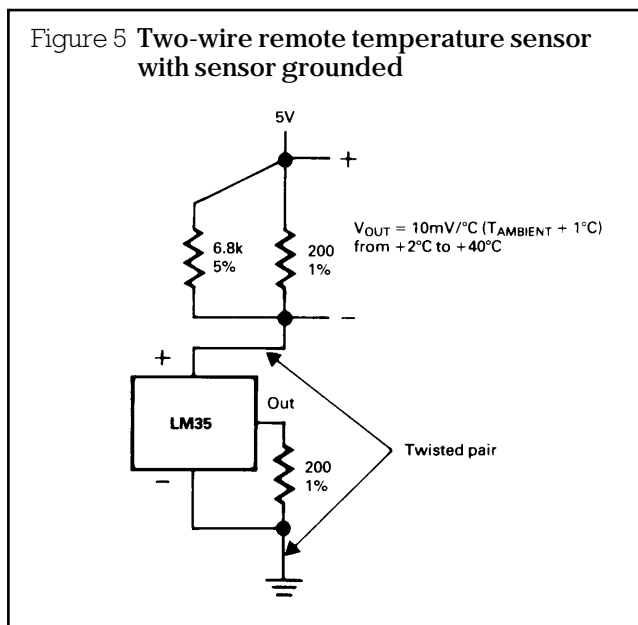 Figure 5 Two-wire remote temperature sensor
with sensor grounded
5V
+
6.8k
5%
200
1%
VOUT = 10mV/°C (TAMBIENT + 1°C)
from +2°C to +40°C
–
+
LM35
Out
–
200
1%
Twisted pair